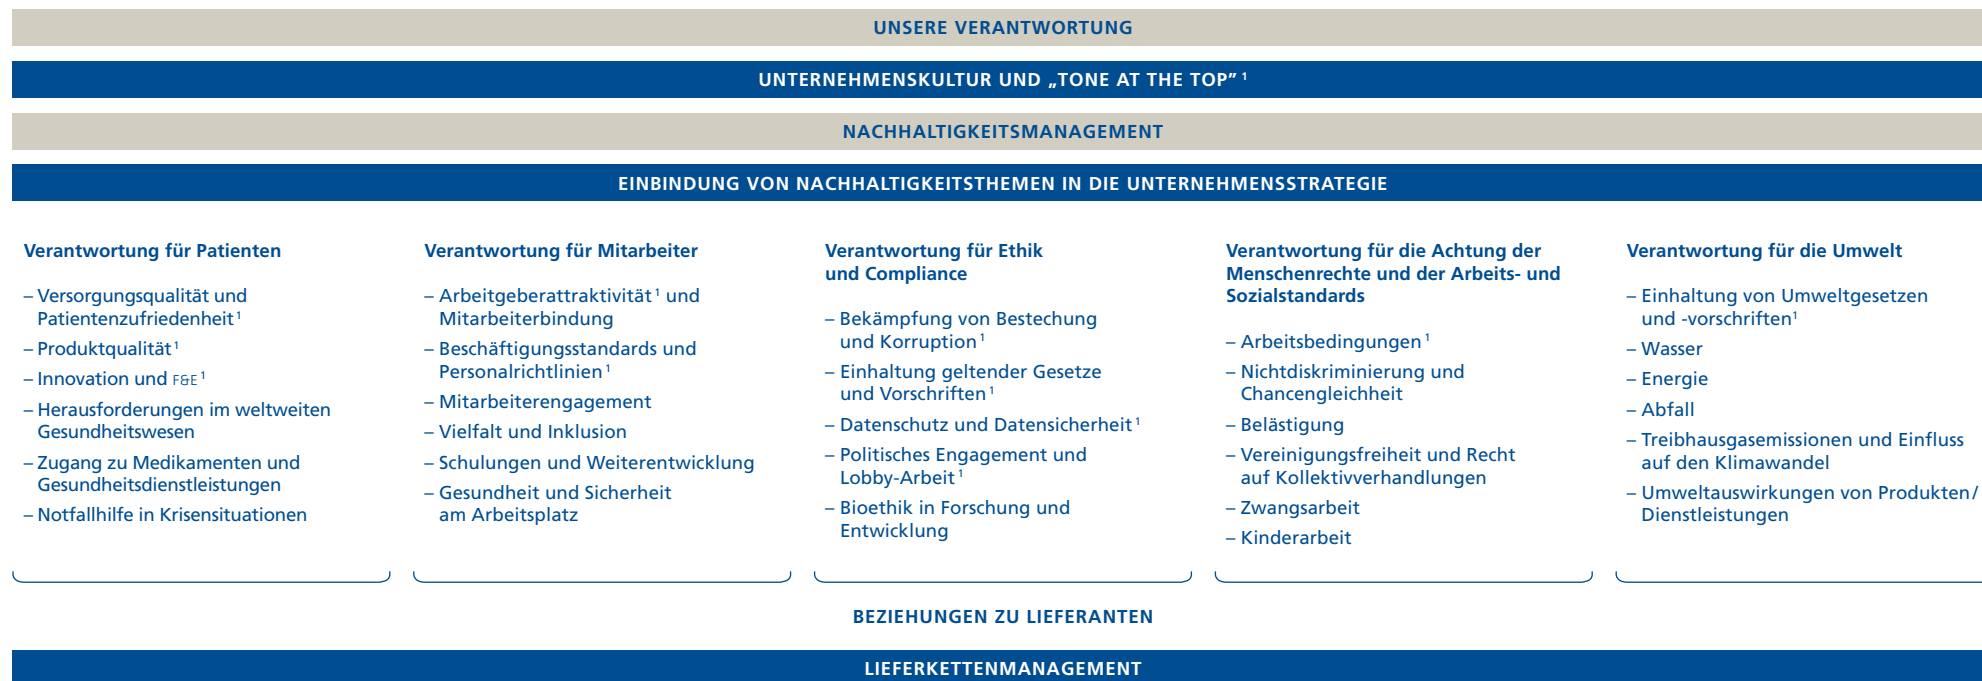 UNSERE VERANTWORTUNG
UNTERNEHMENSKULTUR UND „TONE AT THE TOP” ¹
NACHHALTIGKEITSMANAGEMENT
EINBINDUNG VON NACHHALTIGKEITSTHEMEN IN DIE UNTERNEHMENSSTRATEGIE
Verantwortung für Patienten
– Versorgungsqualität und
Patientenzufriedenheit ¹
– Produktqualität ¹
– Innovation und F&E ¹
– Herausforderungen im weltweiten
Gesundheitswesen
– Zugang zu Medikamenten und
Gesundheitsdienstleistungen
– Notfallhilfe in Krisensituationen
Verantwortung für Mitarbeiter
– Arbeitgeberattraktivität ¹ und
Mitarbeiterbindung
– Beschäftigungsstandards und
Personalrichtlinien ¹
– Mitarbeiterengagement
– Vielfalt und Inklusion
– Schulungen und Weiterentwicklung
– Gesundheit und Sicherheit
am Arbeitsplatz
Verantwortung für Ethik
und Compliance
– Bekämpfung von Bestechung
und Korruption ¹
– Einhaltung geltender Gesetze
und Vorschriften ¹
– Datenschutz und Datensicherheit ¹
– Politisches Engagement und
Lobby-Arbeit ¹
– Bioethik in Forschung und
Entwicklung
Verantwortung für die Achtung der
Menschenrechte und der Arbeits- und
Sozialstandards
– Arbeitsbedingungen ¹
– Nichtdiskriminierung und
Chancengleichheit
– Belästigung
– Vereinigungsfreiheit und Recht
auf Kollektivverhandlungen
– Zwangsarbeit
– Kinderarbeit
Verantwortung für die Umwelt
– Einhaltung von Umweltgesetzen
und -vorschriften¹
– Wasser
– Energie
– Abfall
– Treibhausgasemissionen und Einfluss
auf den Klimawandel
– Umweltauswirkungen von Produkten /
Dienstleistungen
BEZIEHUNGEN ZU LIEFERANTEN
LIEFERKETTENMANAGEMENT